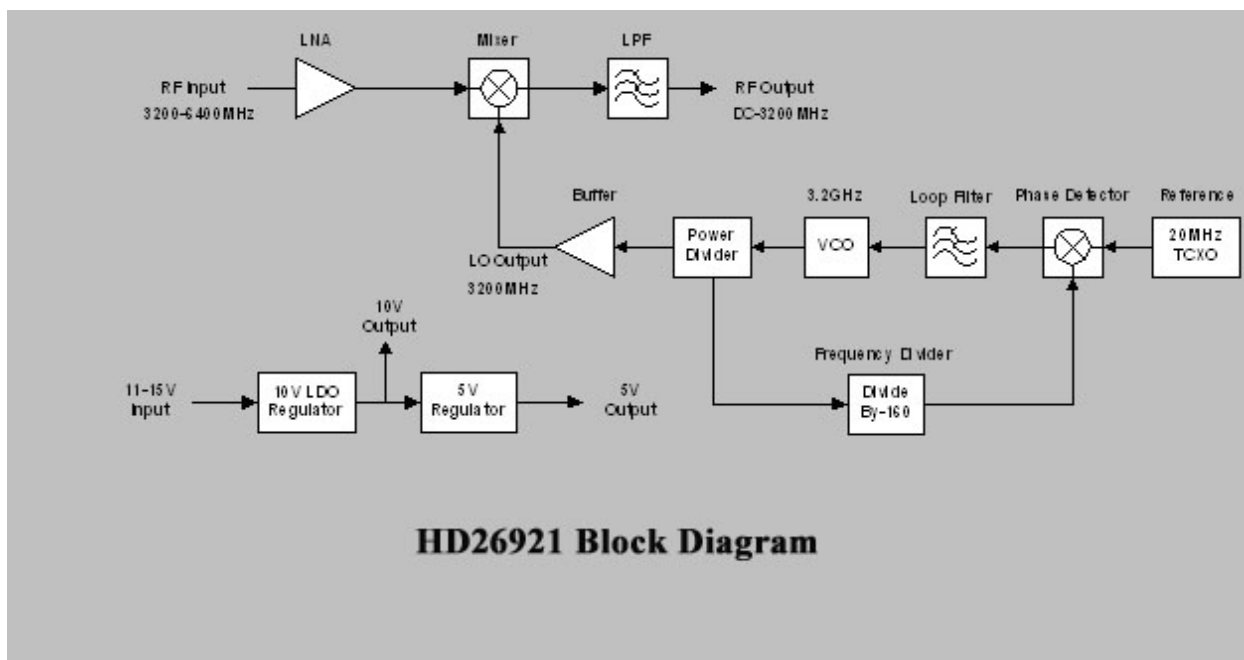 LNA
Mixer
LPF
RF Input
3200-6400MHz
RF Output
DC-3200 MHz
Buffer
3.2GHz
Loop Filter
Phase Detector
Reference
Power
Divider
VCO
20MHz
TCXO
LO Output
3200MHz
10V
Output
Frequency Divider
11-15V
Input
10V LDO
Regulator
5V
Regulator
5V
Output
Divide
By-160
HD26921 Block Diagram